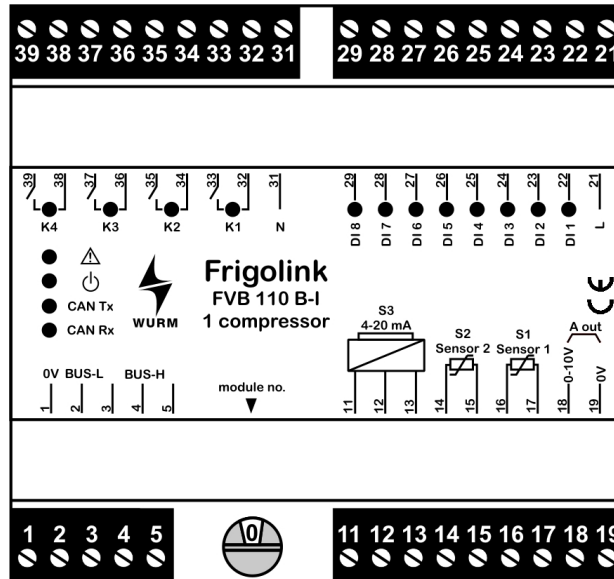 39 38 37 36 35 34 33 32 31 29 28 27 26 25 24 23 22 21
39 38 37 36 35 34 33 32 31 29 28 27 26 25 24 23 22 21
K4 K3 K2 K1 N DI 8 DI 7 DI 6 DI 5 DI 4 DI 3 DI 2 DI 1 L
CAN Tx
CAN Rx
WURM
Frigolink
FVB 110 B-I
1 compressor
CE
S3
4-20 mA
S2
Sensor 2
S1
Sensor 1
A out
0-10V
0V
0V BUS-L BUS-H
module no.
1 2 3 4 5 11 12 13 14 15 16 17 18 19
0
1 2 3 4 5 11 12 13 14 15 16 17 18 19